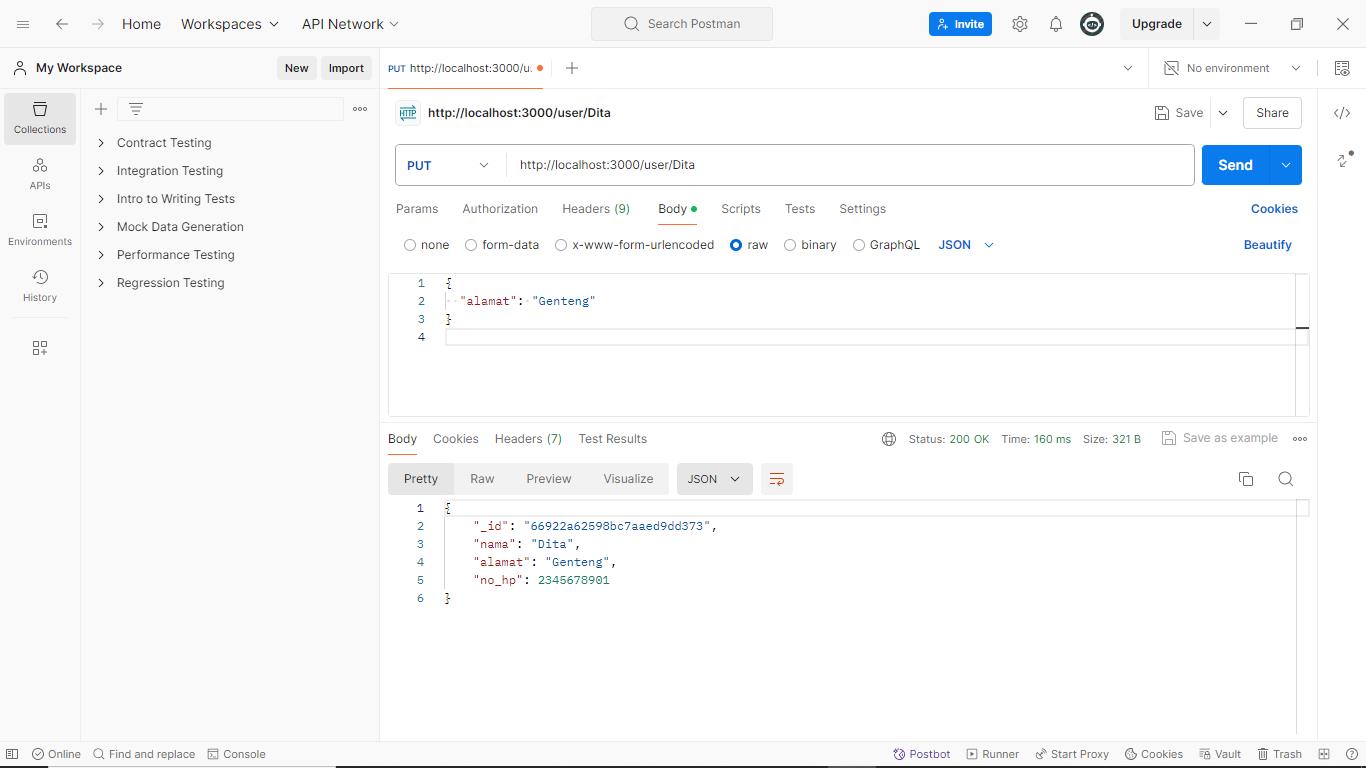 Home Workspaces API Network Search Postman Invite Upgrade
My Workspace New Import PUT http://localhost:3000/u. No environment
Collections
APIs
Environments
History
Contract Testing
Integration Testing
Intro to Writing Tests
Mock Data Generation
Performance Testing
Regression Testing
HTTP http://localhost:3000/user/Dita Save Share
PUT http://localhost:3000/user/Dita Send
Params Authorization Headers (9) Body Scripts Tests Settings Cookies
none form-data x-www-form-urlencoded raw binary GraphQL JSON Beautify
1 {
2 "alamat": "Genteng"
3 }
4
Body Cookies Headers (7) Test Results Status: 200 OK Time: 160 ms Size: 321 B Save as example
Pretty Raw Preview Visualize JSON
1 {
2 "_id": "66922a62598bc7aaed9dd373",
3 "nama": "Dita",
4 "alamat": "Genteng",
5 "no_hp": 2345678901
6 }
Online Find and replace Console Postbot Runner Start Proxy Cookies Vault Trash